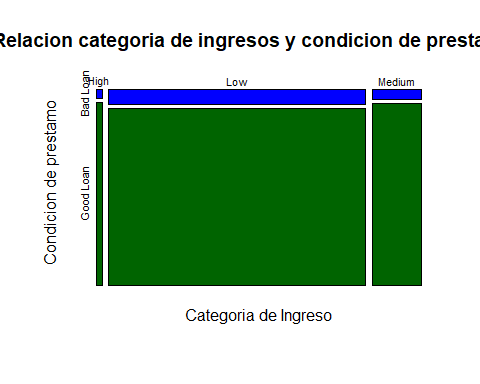 Relacion categoria de ingresos y condicion de presta
High
Low
Medium
Bad Loan
Good Loan
Condicion de prestamo
Categoria de Ingreso